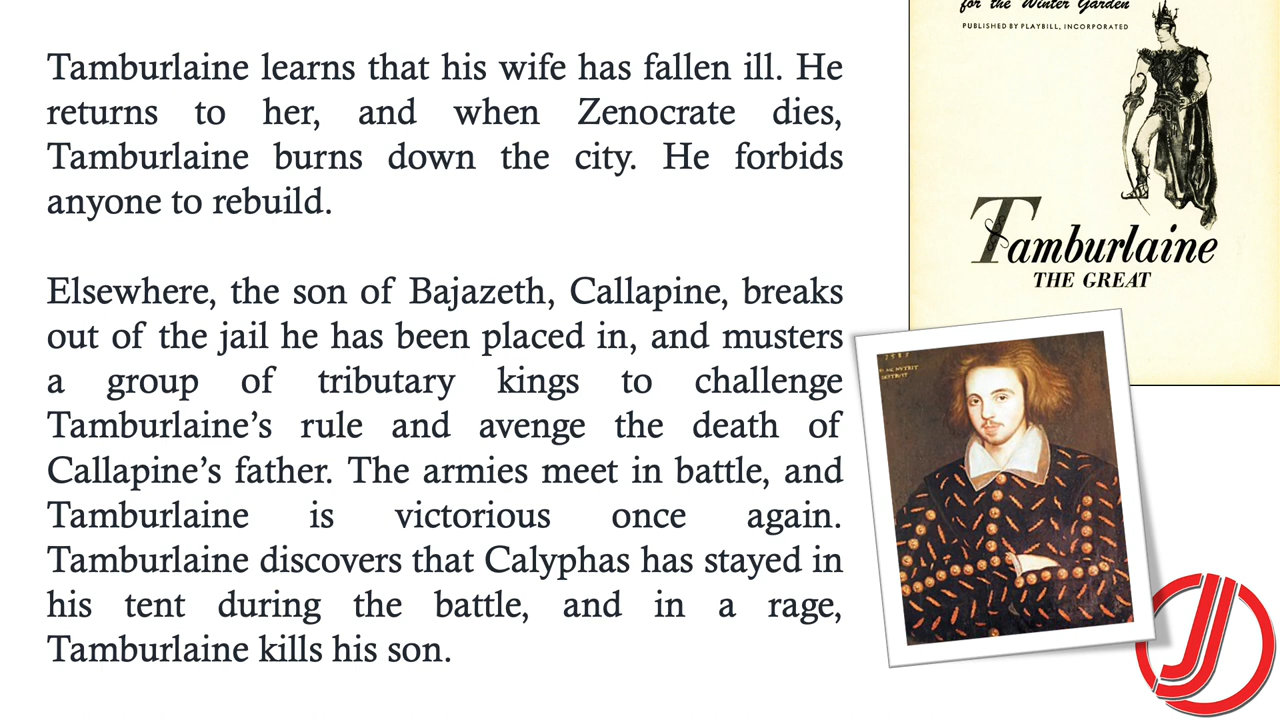 for the Winter Garden
PUBLISHED BY PLAYBILL, INCORPORATED
Tamburlaine
THE GREAT
Tamburlaine learns that his wife has fallen ill. He
returns to her, and when Zenocrate dies,
Tamburlaine burns down the city. He forbids
anyone to rebuild.
Elsewhere, the son of Bajazeth, Callapine, breaks
out of the jail he has been placed in, and musters
a group of tributary kings to challenge
Tamburlaine’s rule and avenge the death of
Callapine’s father. The armies meet in battle, and
Tamburlaine is victorious once again.
Tamburlaine discovers that Calyphas has stayed in
his tent during the battle, and in a rage,
Tamburlaine kills his son.